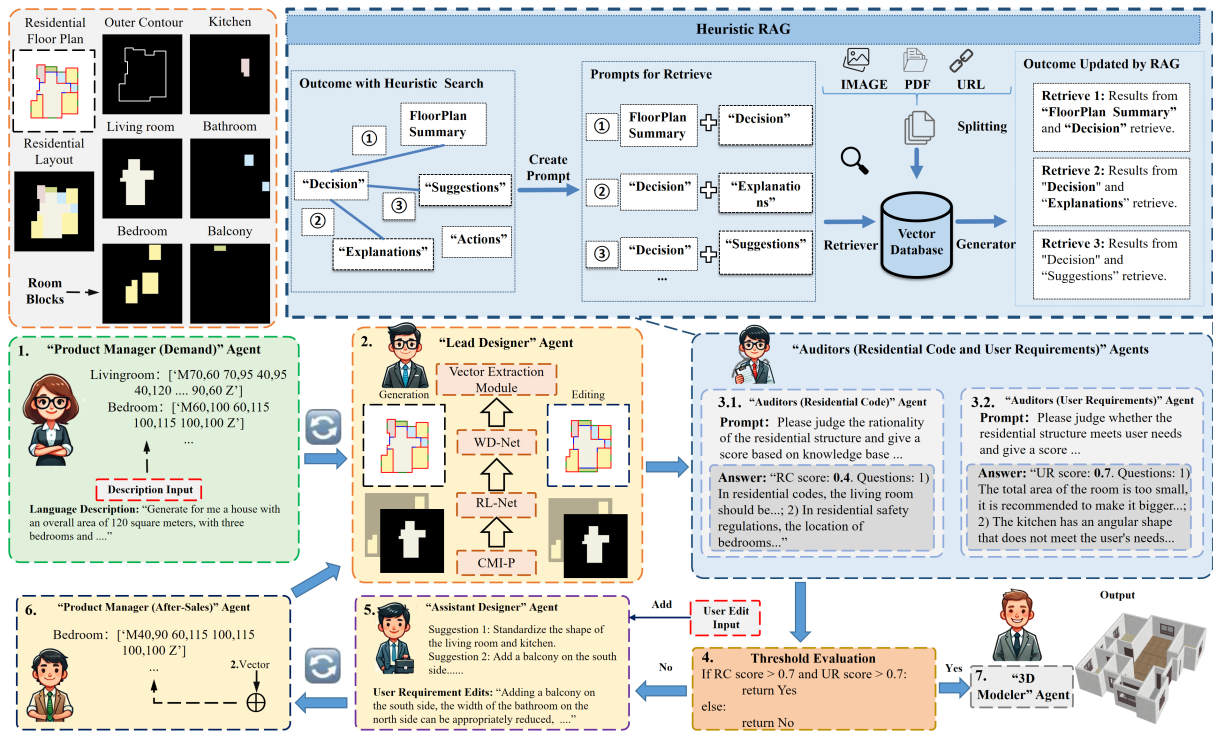 Residential
Floor Plan
Outer Contour
Kitchen
Living room
Bathroom
Residential
Layout
Bedroom
Balcony
Room
Blocks
Heuristic RAG
Outcome with Heuristic Search
FloorPlan
Summary
①
“Decision”
“Suggestions”
③
②
“Actions”
“Explanations”
Create
Prompt
Prompts for Retrieve
①
FloorPlan
Summary
“Decision”
②
“Decision”
“Explanatio
ns”
③
“Decision”
“Suggestions”
...
IMAGE
PDF
URL
Splitting
Retriever
Vector
Database
Generator
Outcome Updated by RAG
Retrieve 1: Results from
“FloorPlan Summary”
and “Decision” retrieve.
Retrieve 2: Results from
"Decision" and
“Explanations” retrieve.
Retrieve 3: Results from
"Decision" and
“Suggestions” retrieve.
1.
“Product Manager (Demand)” Agent
Livingroom：[‘M70,60 70,95 40,95
40,120 .... 90,60 Z’]
Bedroom：[‘M60,100 60,115
100,115 100,100 Z’]
...
Description Input
Language Description: “Generate for me a house with
an overall area of 120 square meters, with three
bedrooms and ....”
2.
“Lead Designer” Agent
Vector Extraction
Module
Generation
Editing
WD-Net
RL-Net
CMI-P
“Auditors (Residential Code and User Requirements)” Agents
3.1.
“Auditors (Residential Code)” Agent
Prompt：Please judge the rationality
of the residential structure and give a
score based on knowledge base ...
Answer: “RC score: 0.4. Questions: 1)
In residential codes, the living room
should be...; 2) In residential safety
regulations, the location of
bedrooms...”
3.2.
“Auditors (User Requirements)” Agent
Prompt：Please judge whether the
residential structure meets user needs
and give a score ...
Answer: “UR score: 0.7. Questions: 1)
The total area of the room is too small,
it is recommended to make it bigger...;
2) The kitchen has an angular shape
that does not meet the user's needs...
6.
“Product Manager (After-Sales)” Agent
Bedroom：[‘M40,90 60,115 100,115
100,100 Z’]
...
2.Vector
5.
“Assistant Designer” Agent
Suggestion 1: Standardize the shape of
the living room and kitchen.
Suggestion 2: Add a balcony on the south
side......
User Requirement Edits: “Adding a balcony on
the south side, the width of the bathroom on the
north side can be appropriately reduced, ....”
Add
User Edit
Input
No
4.
Threshold Evaluation
If RC score > 0.7 and UR score > 0.7:
return Yes
else:
return No
Yes
7.
“3D
Modeler” Agent
Output